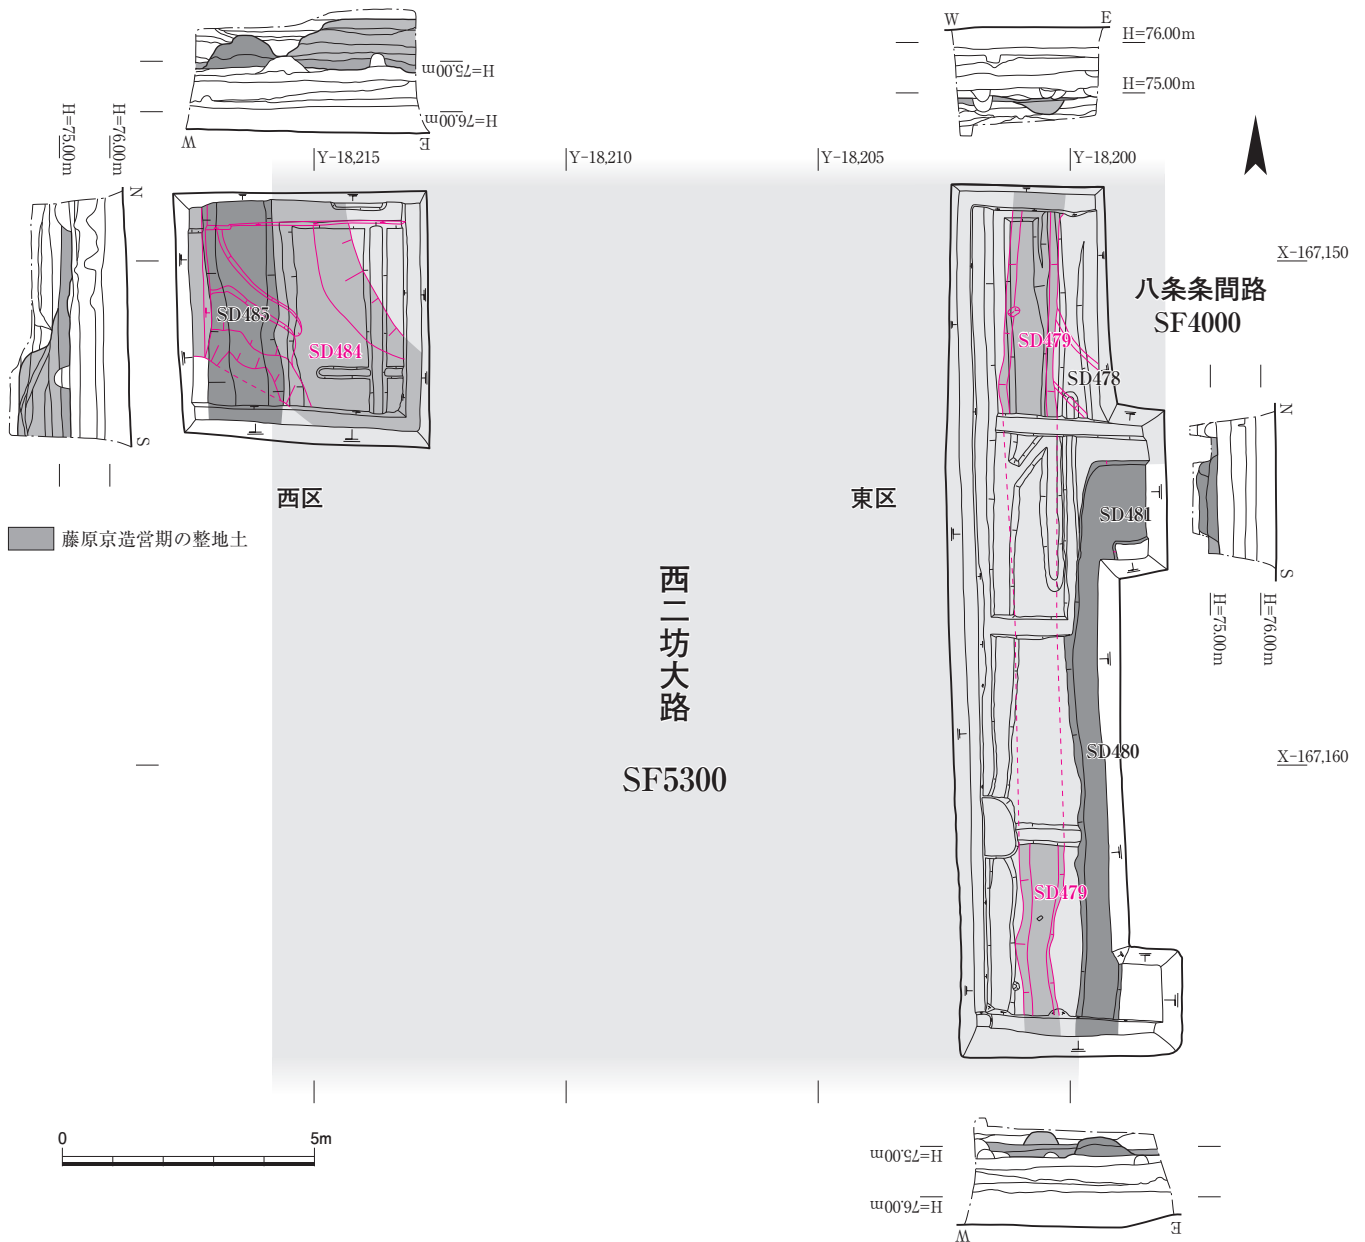 W
E
H=76.00m
H=75.00m
H=75.00m
H=76.00m
W
E
H=75.00m
H=76.00m
Y-18,215
Y-18,210
Y-18,205
Y-18,200
N
S
X-167,150
八条条間路
SF4000
SD485
SD484
SD479
SD478
N
S
西区
東区
SD481
藤原京造営期の整地土
西二坊大路
H=75.00m
H=76.00m
SF5300
SD480
X-167,160
SD479
0
5m
H=75.00m
H=76.00m
W
E